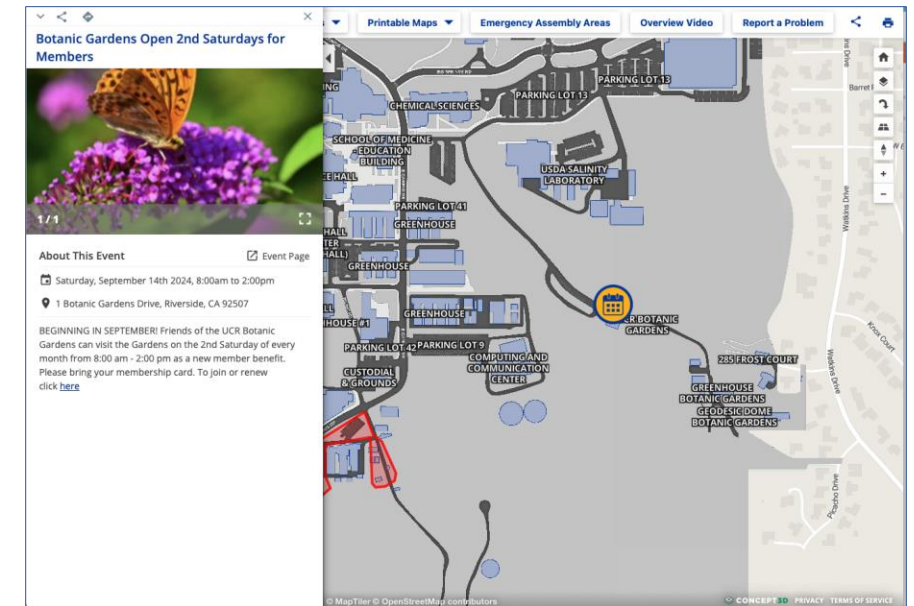 Botanic Gardens Open 2nd Saturdays for
Members
1 / 1
About This Event
Event Page
Saturday, September 14th 2024, 8:00am to 2:00pm
1 Botanic Gardens Drive, Riverside, CA 92507
BEGINNING IN SEPTEMBER! Friends of the UCR Botanic
Gardens can visit the Gardens on the 2nd Saturday of every
month from 8:00 am - 2:00 pm as a new member benefit.
Please bring your membership card. To join or renew
click here
Printable Maps
Emergency Assembly Areas
Overview Video
Report a Problem
PARKING LOT 13
PARKING LOT 13
CHEMICAL SCIENCES
SCHOOL OF MEDICINE
- EDUCATION
BUILDING
USDA SALINITY
LABORATORY
PARKING LOT 41
GREENHOUSE
HALL
HALL)
GREENHOUSE
GREENHOUSE
HOUSE #1
PARKING LOT 42
PARKING LOT 9
COMPUTING AND
COMMUNICATION
CENTER
CUSTODIAL
& GROUNDS
BOTANIC
GARDENS
285 FROST COURT
GREENHOUSE
BOTANIC GARDENS
GEODESIC DOME
BOTANIC GARDENS
Watkins Drive
Watkins Drive
Knox Court
Picacho Drive
© MapTiler © OpenStreetMap contributors
CONCEPT3D PRIVACY TERMS OF SERVICE